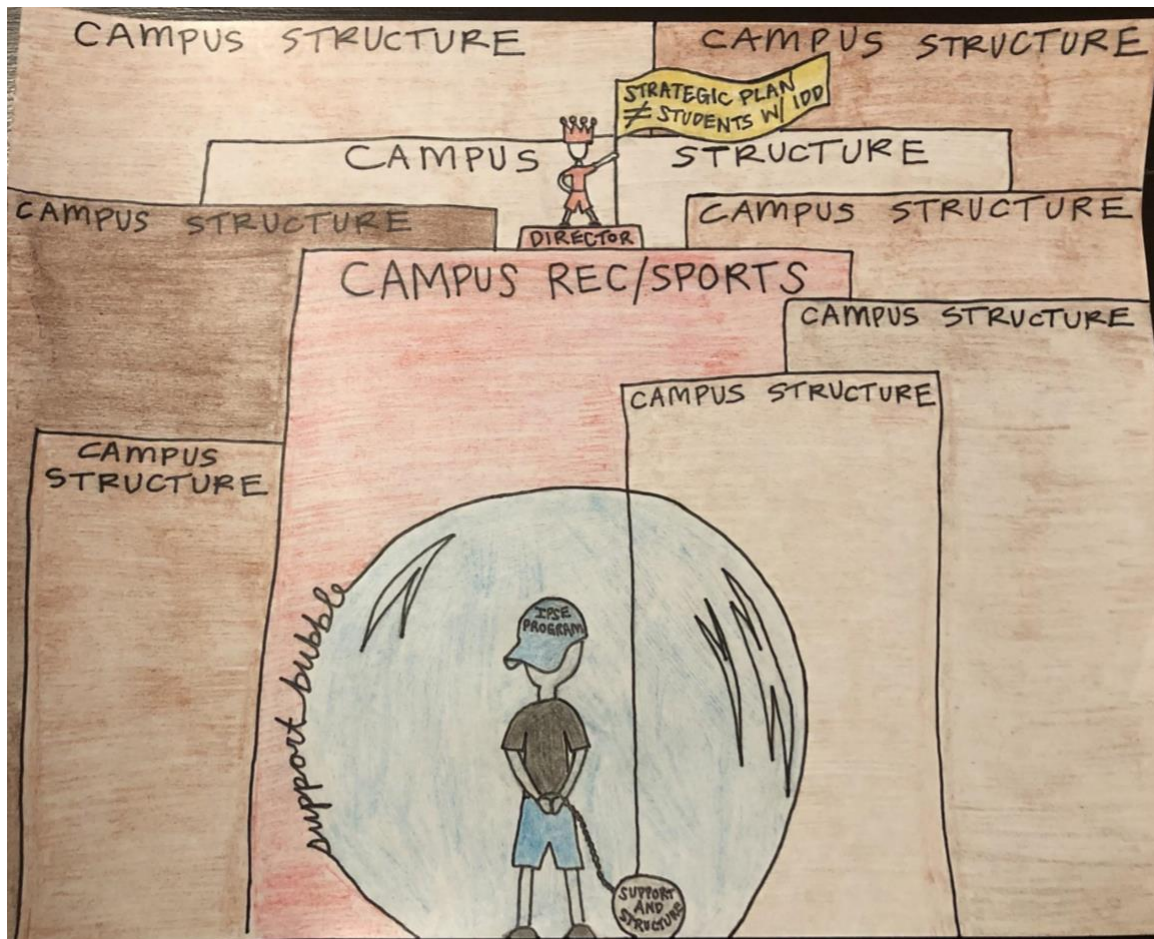 CAMPUS STRUCTURE
CAMPUS STRUCTURE
STRATEGIC PLAN
≠ STUDENTS W/ IDD
CAMPUS STRUCTURE
CAMPUS STRUCTURE
CAMPUS STRUCTURE
DIRECTOR
CAMPUS REC/SPORTS
CAMPUS STRUCTURE
CAMPUS STRUCTURE
CAMPUS
STRUCTURE
support bubble
IPSE
PROGRAM
SUPPORT
AND
STRUCTURE